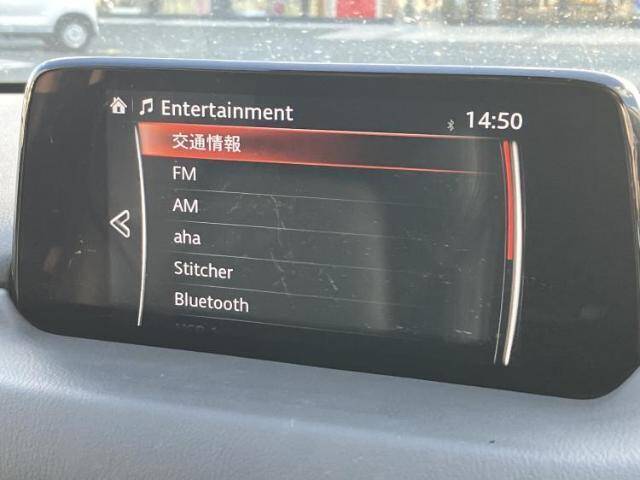 Entertainment
14:50
交通情報
FM
AM
aha
Stitcher
Bluetooth